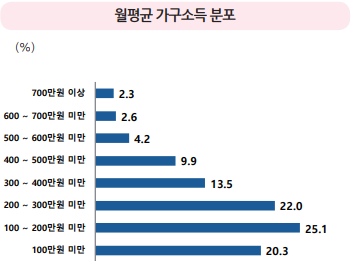 월평균 가구소득 분포
(%)
700만원 이상 2.3
600 ~ 700만원 미만 2.6
500 ~ 600만원 미만 4.2
400 ~ 500만원 미만 9.9
300 ~ 400만원 미만 13.5
200 ~ 300만원 미만 22.0
100 ~ 200만원 미만 25.1
100만원 미만 20.3